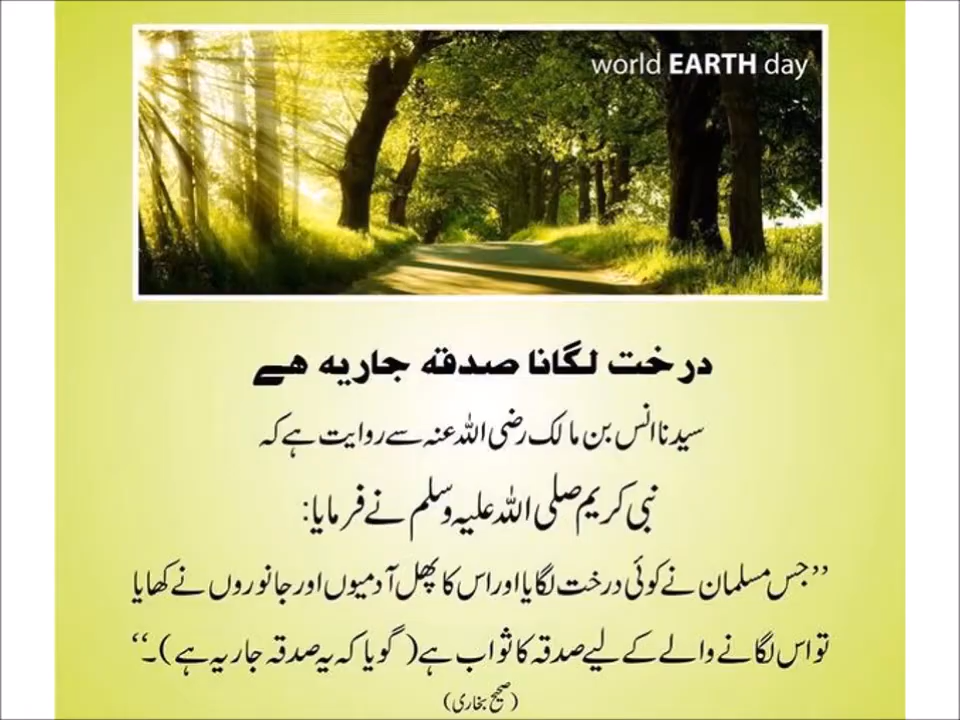 world EARTH day
درخت لگانا صدقہ جاریہ ہے
سیدنا انس بن مالک رضی اللہ عنہ سے روایت ہے کہ
نبی کریم صلی اللہ علیہ وسلم نے فرمایا:
”جس مسلمان نے کوئی درخت لگایا اور اس کا پھل آدمیوں اور جانوروں نے کھایا
تو اس لگانے والے کے لیے صدقہ کا ثواب ہے (گویا کہ یہ صدقہ جاریہ ہے)۔“
(صحیح بخاری)